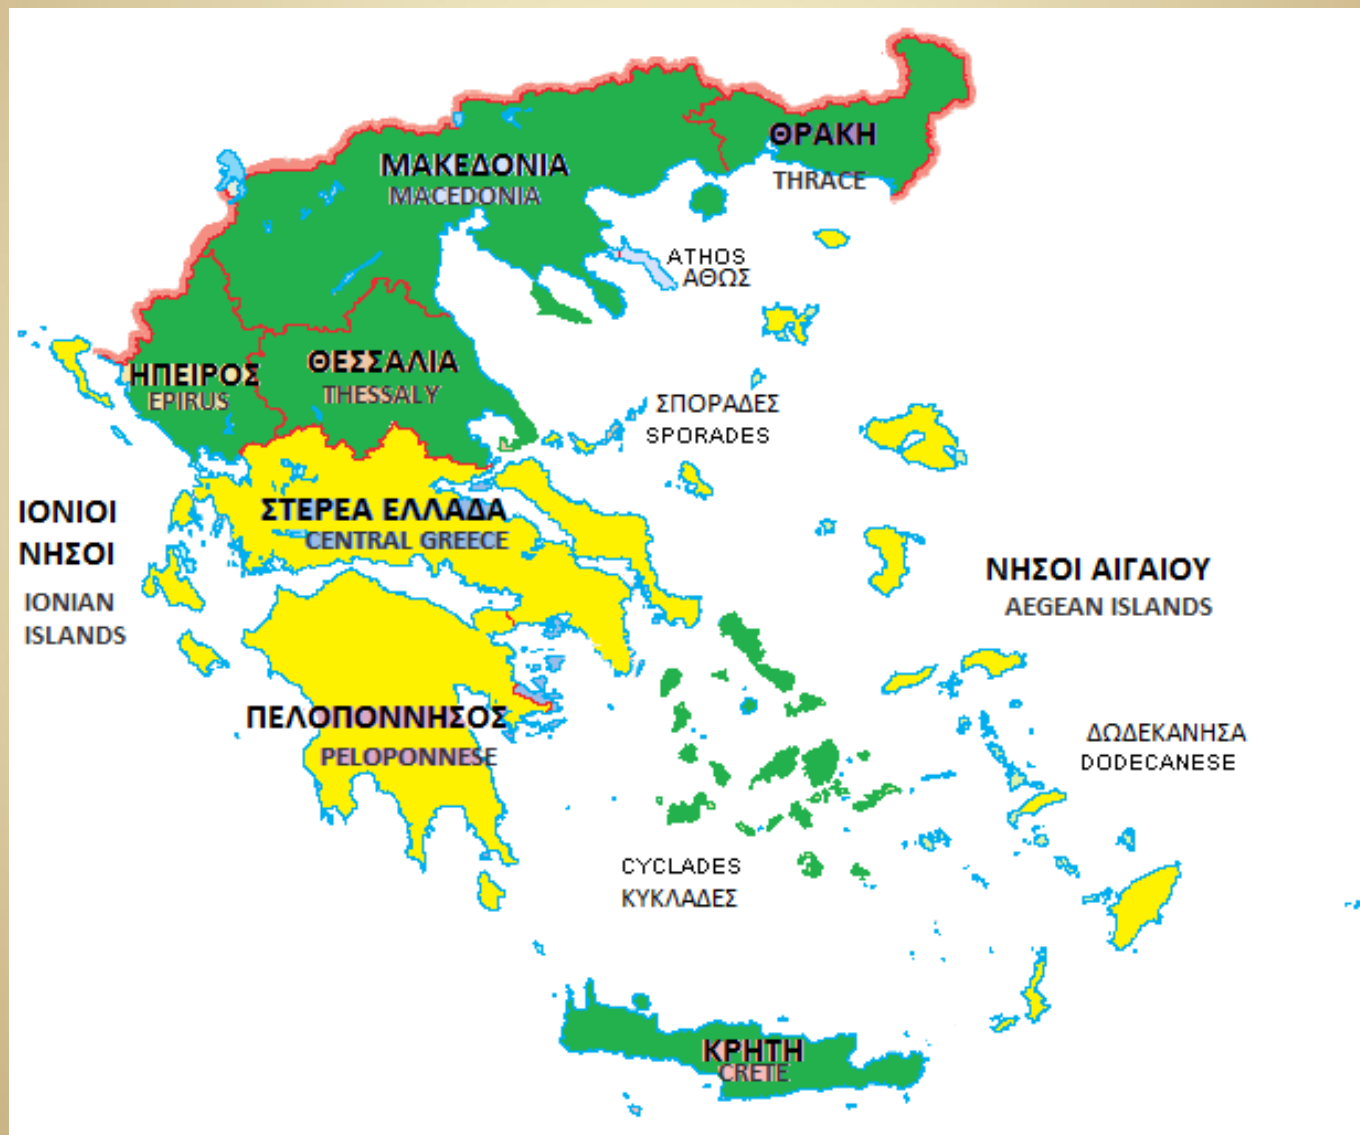 ΘΡΑΚΗ
THRACE
ΜΑΚΕΔΟΝΙΑ
MACEDONIA
ATHOS
ΑΘΩΣ
ΗΠΕΙΡΟΣ
EPIRUS
ΘΕΣΣΑΛΙΑ
THESSALY
ΣΠΟΡΑΔΕΣ
SPORADES
ΙΟΝΙΟΙ
ΝΗΣΟΙ
IONIAN
ISLANDS
ΣΤΕΡΕΑ ΕΛΛΑΔΑ
CENTRAL GREECE
ΝΗΣΟΙ ΑΙΓΑΙΟΥ
AEGEAN ISLANDS
ΠΕΛΟΠΟΝΝΗΣΟΣ
PELOPONNESE
ΔΩΔΕΚΑΝΗΣΑ
DODECANESE
CYCLADES
ΚΥΚΛΑΔΕΣ
ΚΡΗΤΗ
CRETE